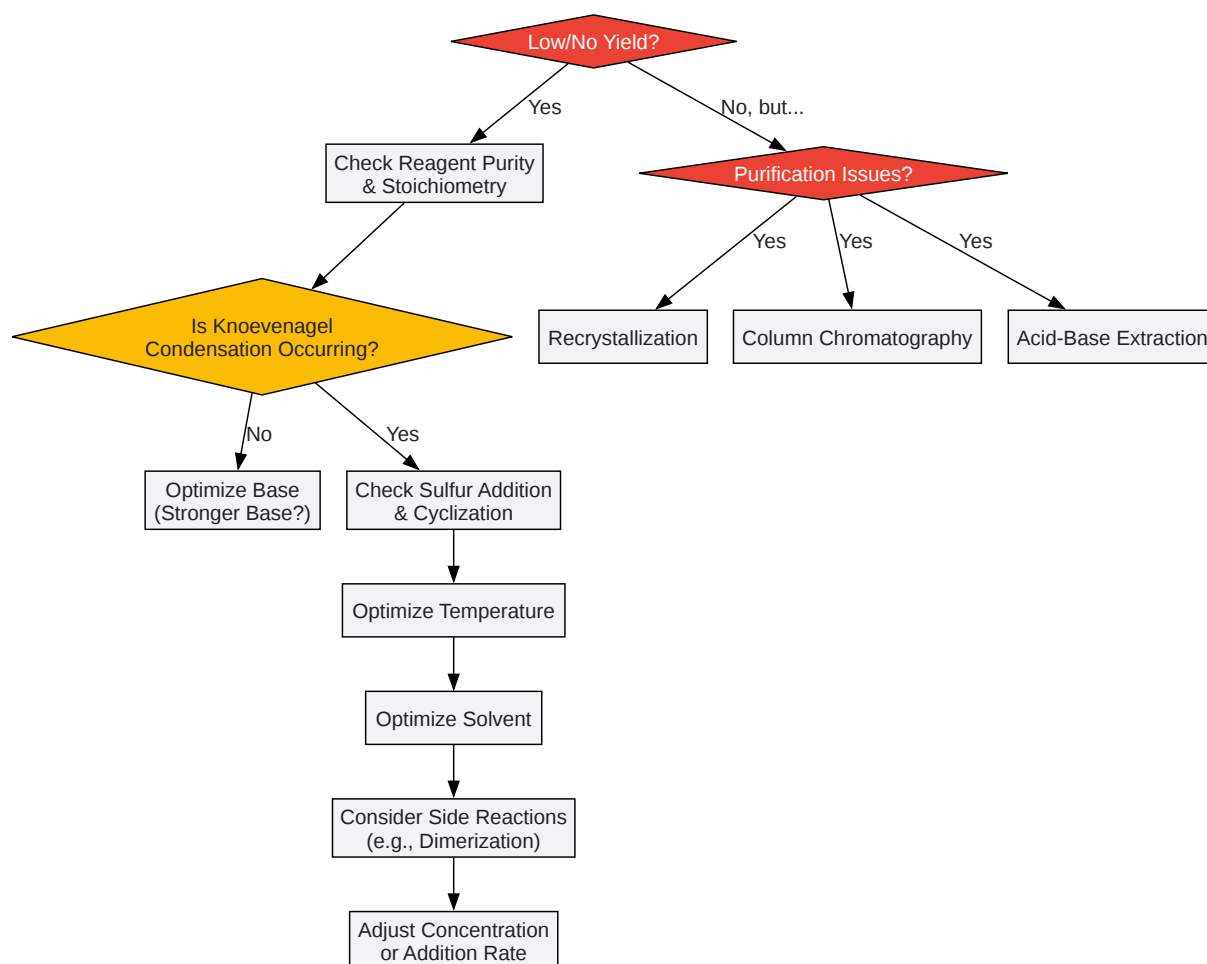 Low/No Yield?
Yes
No, but...
Check Reagent Purity
& Stoichiometry
Purification Issues?
Yes
Yes
Yes
Is Knoevenagel
Condensation Occurring?
Recrystallization
Column Chromatography
Acid-Base Extraction
No
Yes
Optimize Base
(Stronger Base?)
Check Sulfur Addition
& Cyclization
Optimize Temperature
Optimize Solvent
Consider Side Reactions
(e.g., Dimerization)
Adjust Concentration
or Addition Rate